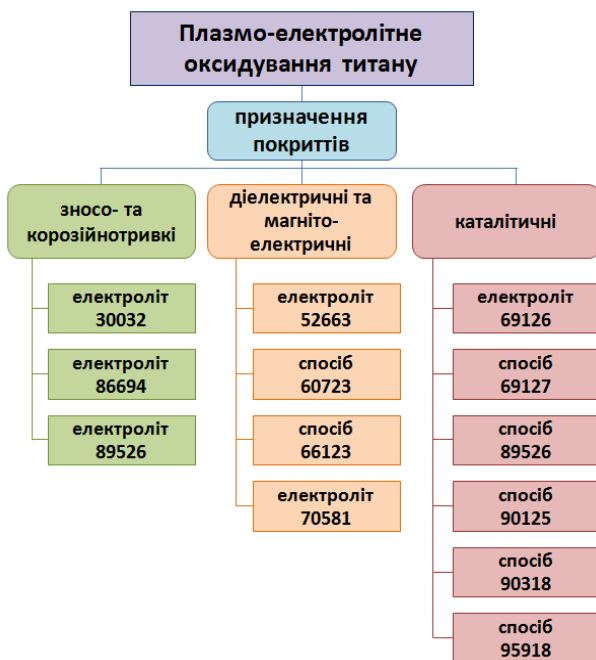 Плазмо-електролітне
оксидування титану
призначення
покриттів
зносо- та
корозійнотривкі
електроліт
30032
електроліт
86694
електроліт
89526
діелектричні та
магніто-
електричні
електроліт
52663
спосіб
60723
спосіб
66123
електроліт
70581
каталітичні
електроліт
69126
спосіб
69127
спосіб
89526
спосіб
90125
спосіб
90318
спосіб
95918